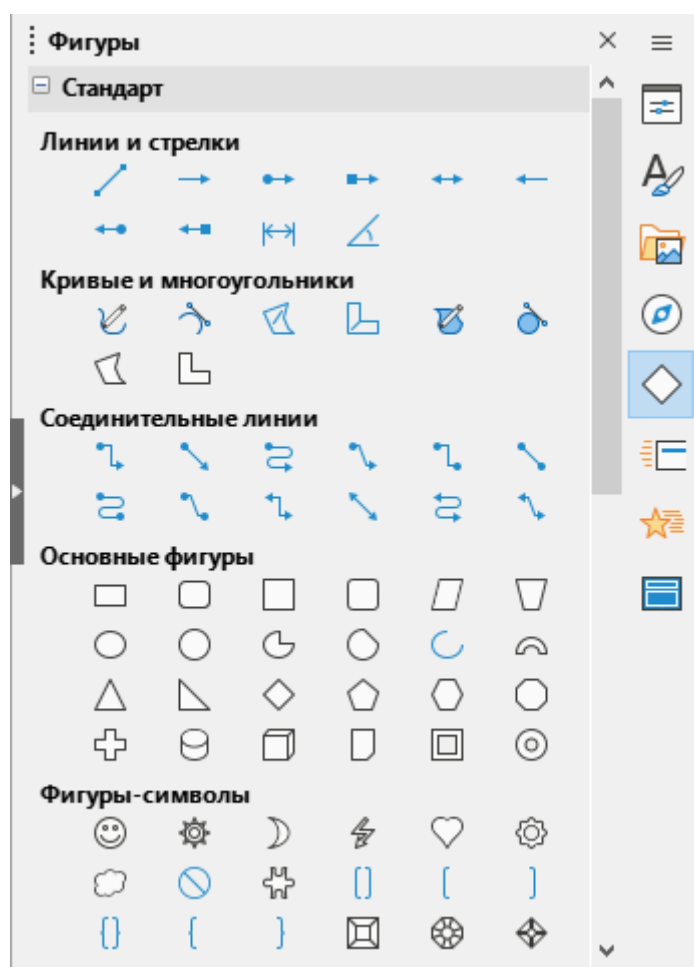 Фигуры
Стандарт
Линии и стрелки
Кривые и многоугольники
Соединительные линии
Основные фигуры
Фигуры-символы